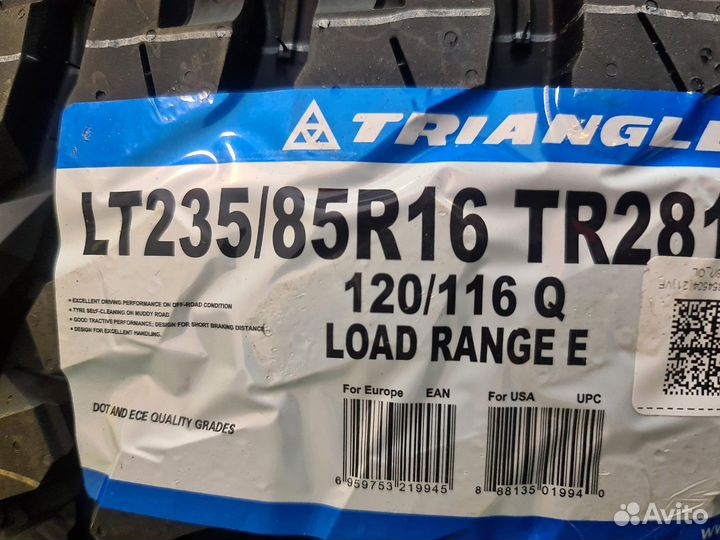 TRIANGLE
LT235/85R16 TR281
120/116 Q
LOAD RANGE E
• EXCELLENT DRIVING PERFORMANCE ON OFF-ROAD CONDITION
• TYRE SELF-CLEANING ON MUDDY ROAD
• GOOD TRACTIVE PERFORMANCE; DESIGN FOR SHORT BRAKING DISTANCE
• DESIGN FOR EXCELLENT HANDLING.
DOT AND ECE QUALITY GRADES
For Europe EAN
6 959753 219945
For USA UPC
8 88135 01994 0
Avito